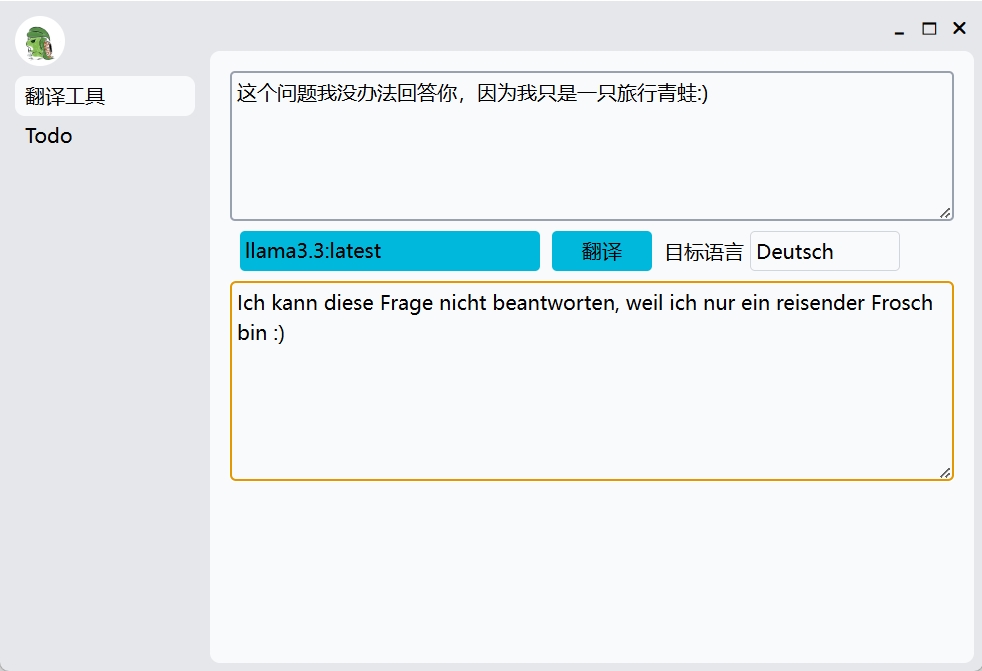 翻译工具
Todo
这个问题我没办法回答你，因为我只是一只旅行青蛙:)
llama3.3:latest
翻译
目标语言
Deutsch
Ich kann diese Frage nicht beantworten, weil ich nur ein reisender Frosch
bin :)